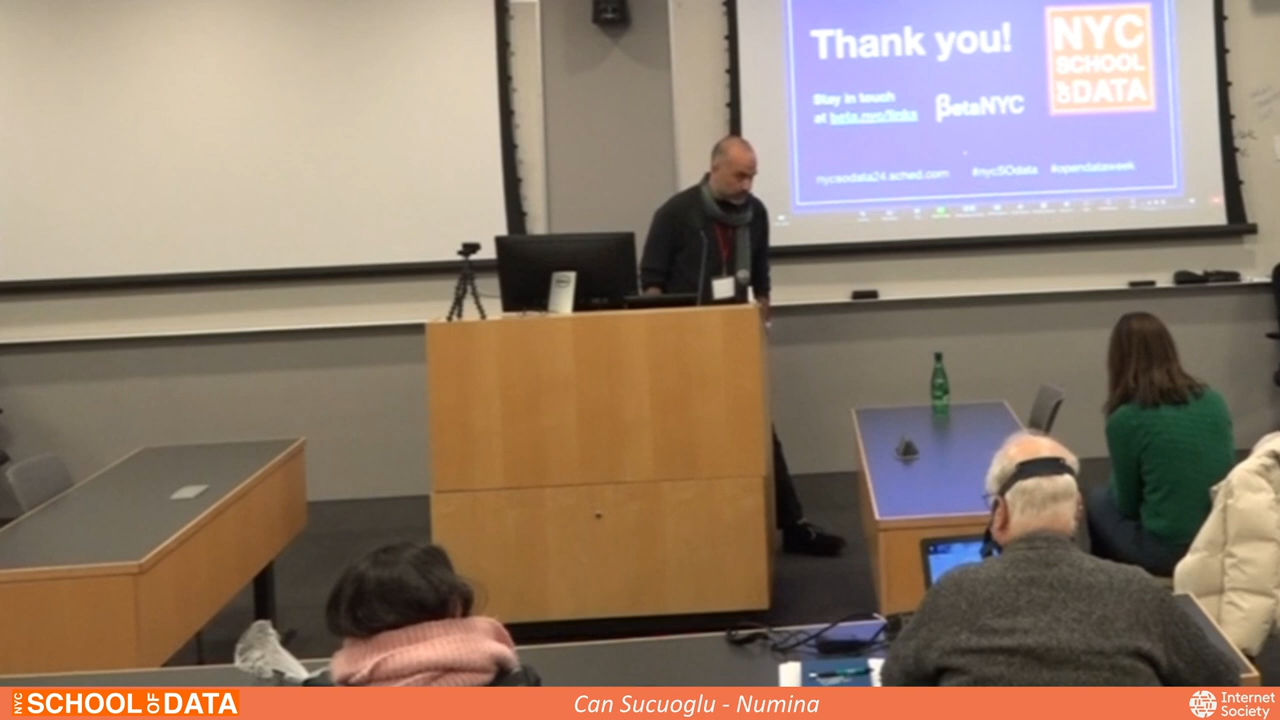 Thank you!
Stay in touch
at beta.nyc/links
βetaNYC
NYC
SCHOOL
OF DATA
nycsodata24.sched.com
#nycSOdata
#opendataweek
DELL
NYC SCHOOL OF DATA
Can Sucuoglu - Numina
Internet
Society